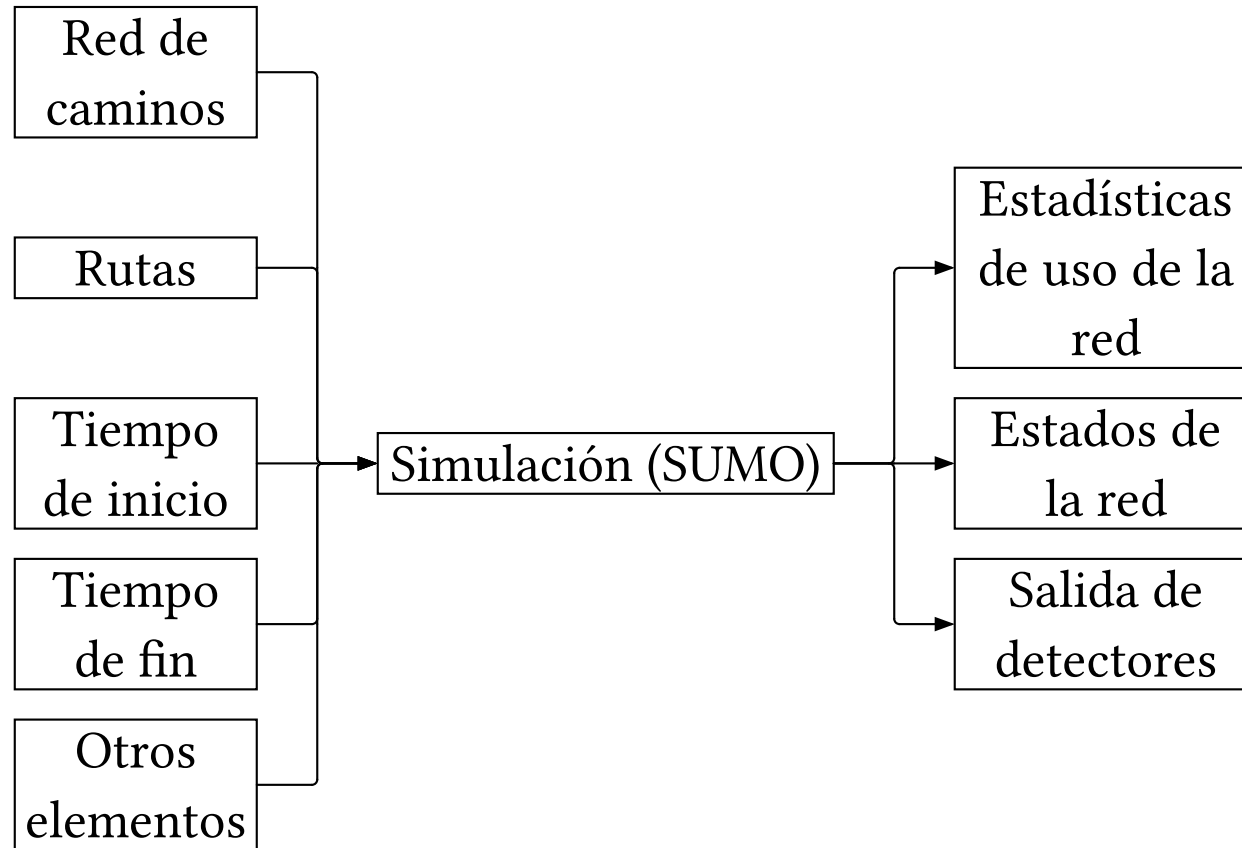 Red de
caminos
Rutas
Tiempo
de inicio
Tiempo
de fin
Otros
elementos
Simulación (SUMO)
Estadísticas
de uso de la
red
Estados de
la red
Salida de
detectores